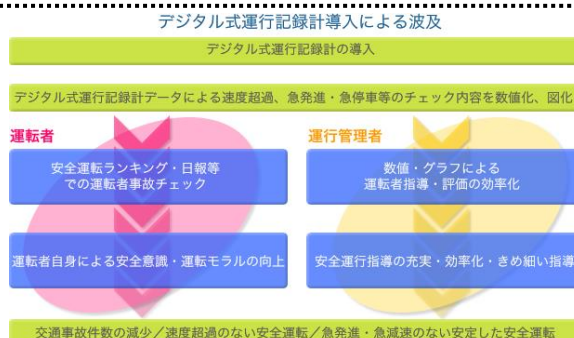 デジタル式運行記録計導入による波及
デジタル式運行記録計の導入
デジタル式運行記録計データによる速度超過、急発進・急停車等のチェック内容を数値化、図化
運転者
運行管理者
安全運転ランキング・日報等
での運転者事故チェック
数値・グラフによる
運転者指導・評価の効率化
運転者自身による安全意識・運転モラルの向上
安全運行指導の充実・効率化・きめ細い指導
交通事故件数の減少／速度超過のない安全運転／急発進・急減速のない安定した安全運転